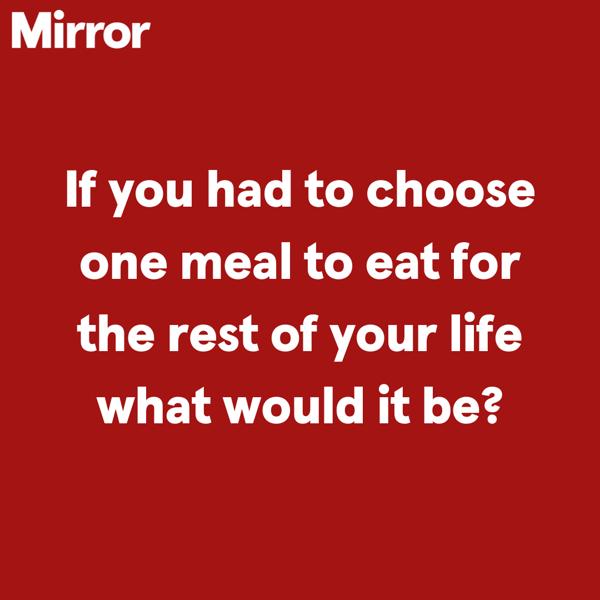 Mirror
If you had to choose
one meal to eat for
the rest of your life
what would it be?